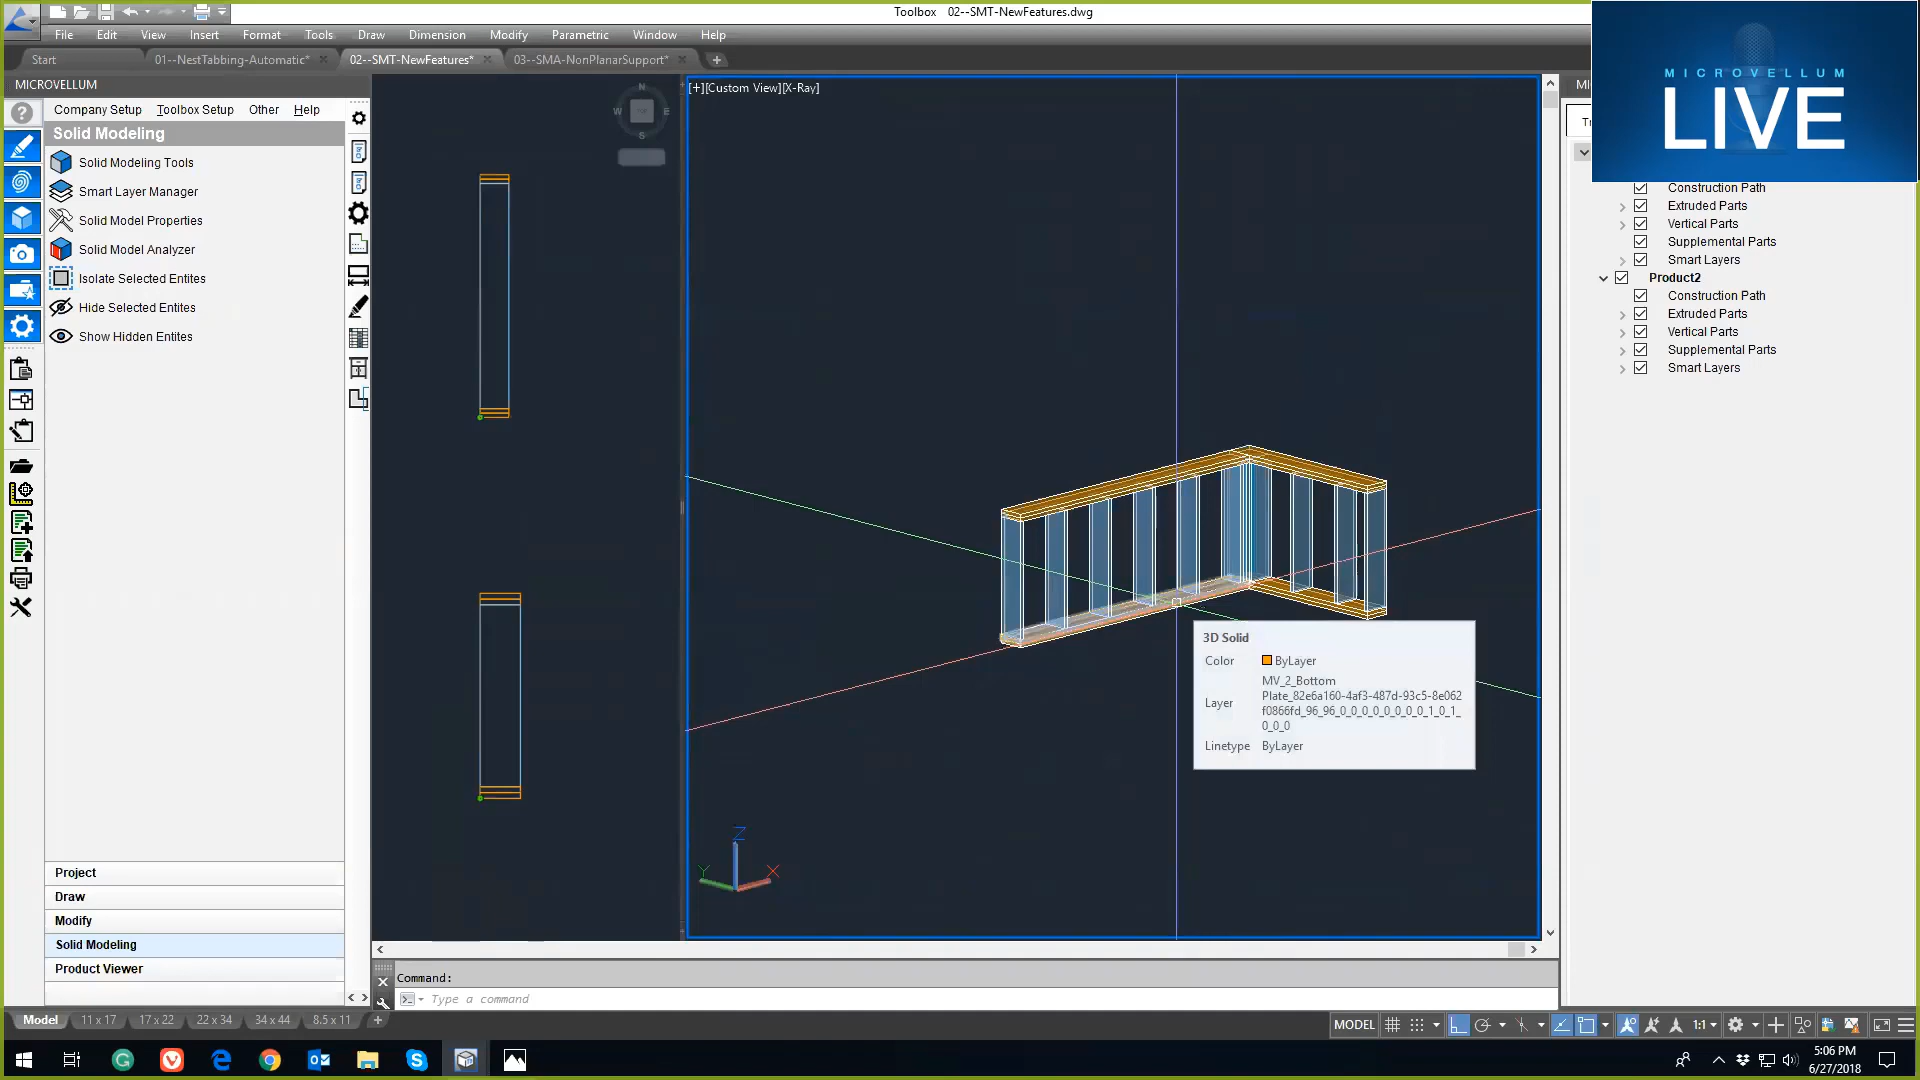 Toolbox 02--SMT-NewFeatures.dwg
File Edit View Insert Format Tools Draw Dimension Modify Parametric Window Help
Start 01--NestTabbing-Automatic* 02--SMT-NewFeatures* 03--SMA-NonPlanarSupport*
MICROVELLUM
Company Setup Toolbox Setup Other Help
Solid Modeling
Solid Modeling Tools
Smart Layer Manager
Solid Model Properties
Solid Model Analyzer
Isolate Selected Entites
Hide Selected Entites
Show Hidden Entites
Project
Draw
Modify
Solid Modeling
Product Viewer
N
W E
S
[+][Custom View][X-Ray]
3D Solid
Color ByLayer
MV_2_Bottom
Plate_82e6a160-4af3-487d-93c5-8e062
Layer f0866fd_96_96_0_0_0_0_0_0_0_1_0_1_
0_0_0
Linetype ByLayer
Z
Y X
MICROVELLUM
LIVE
Construction Path
Extruded Parts
Vertical Parts
Supplemental Parts
Smart Layers
Product2
Construction Path
Extruded Parts
Vertical Parts
Supplemental Parts
Smart Layers
Command:
Type a command
Model 11 x 17 17 x 22 22 x 34 34 x 44 8.5 x 11 +
MODEL 1:1
5:06 PM
6/27/2018